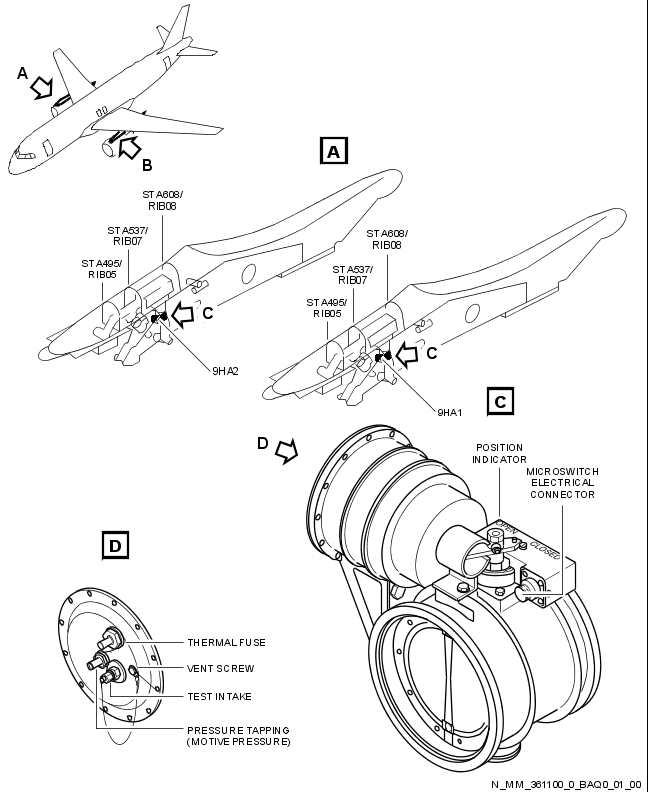 A
B
A
STA608/
RIB08
STA537/
RIB07
STA495/
RIB05
C
9HA2
STA608/
RIB08
STA537/
RIB07
STA495/
RIB05
C
9HA1
C
D
POSITION
INDICATOR
MICROSWITCH
ELECTRICAL
CONNECTOR
OPEN
CLOSED
D
THERMAL FUSE
VENT SCREW
TEST INTAKE
PRESSURE TAPPING
(MOTIVE PRESSURE)
N_MM_361100_0_BAQ0_01_00